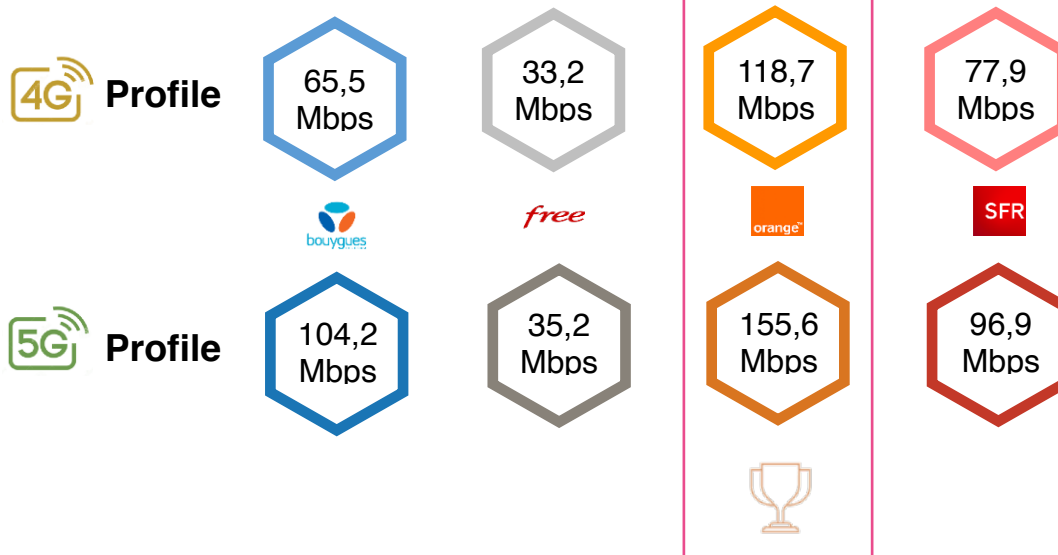 4G Profile
65,5
Mbps
33,2
Mbps
118,7
Mbps
77,9
Mbps
bouygues
free
orange™
SFR
5G Profile
104,2
Mbps
35,2
Mbps
155,6
Mbps
96,9
Mbps